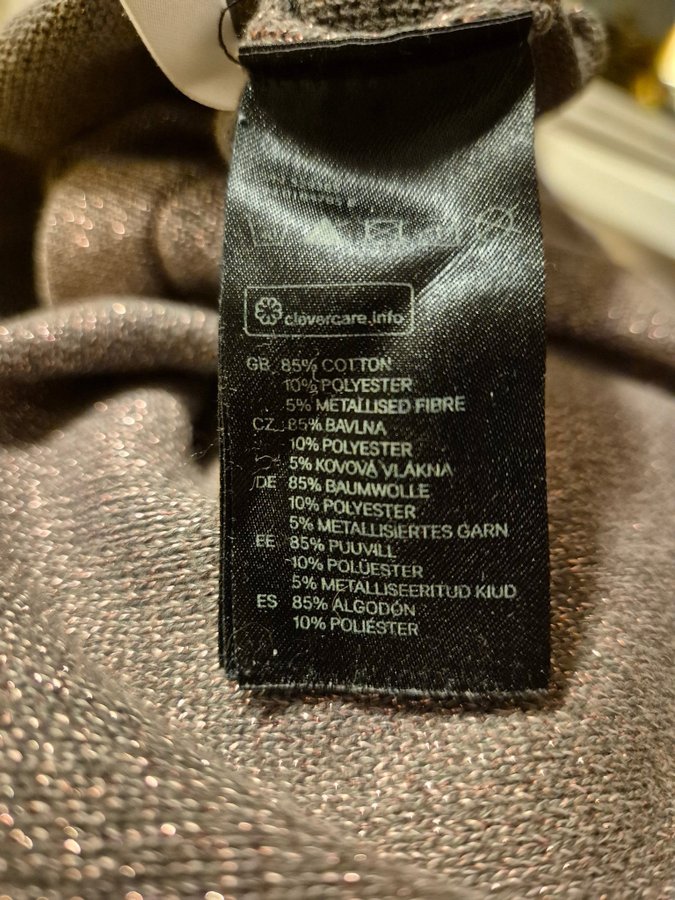 clevercare.info
GB 85% COTTON
10% POLYESTER
5% METALLISED FIBRE
CZ 85% BAVLNA
10% POLYESTER
5% KOVOVÁ VLÁKNA
DE 85% BAUMWOLLE
10% POLYESTER
5% METALLISIERTES GARN
EE 85% PUUVILL
10% POLÜESTER
5% METALLISEERITUD KIUD
ES 85% ALGODÓN
10% POLIÉSTER